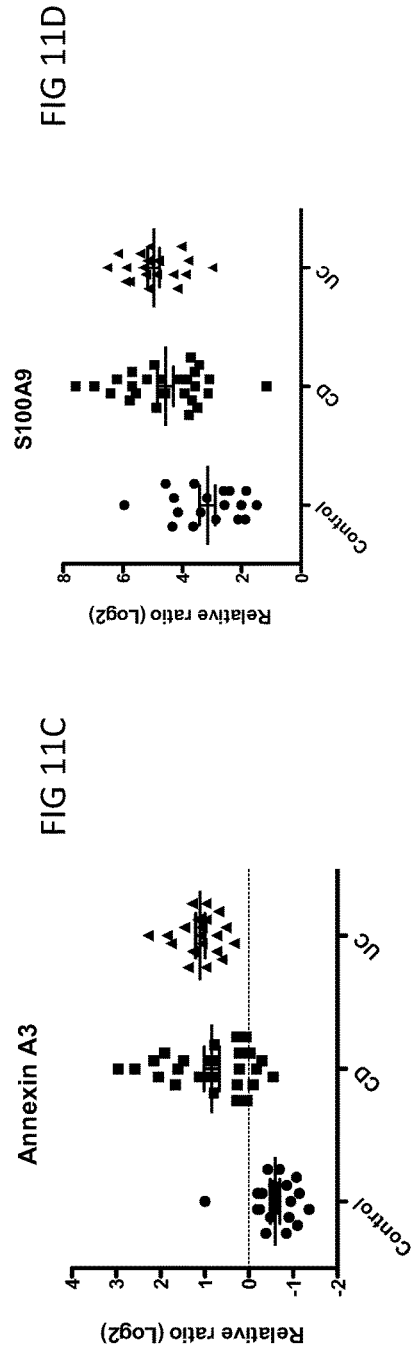 FIG 11C
Annexin A3
Relative ratio (Log2)
4
3
2
1
0
-1
-2
Control
CD
UC
FIG 11D
S100A9
Relative ratio (Log2)
8
6
4
2
0
Control
CD
UC